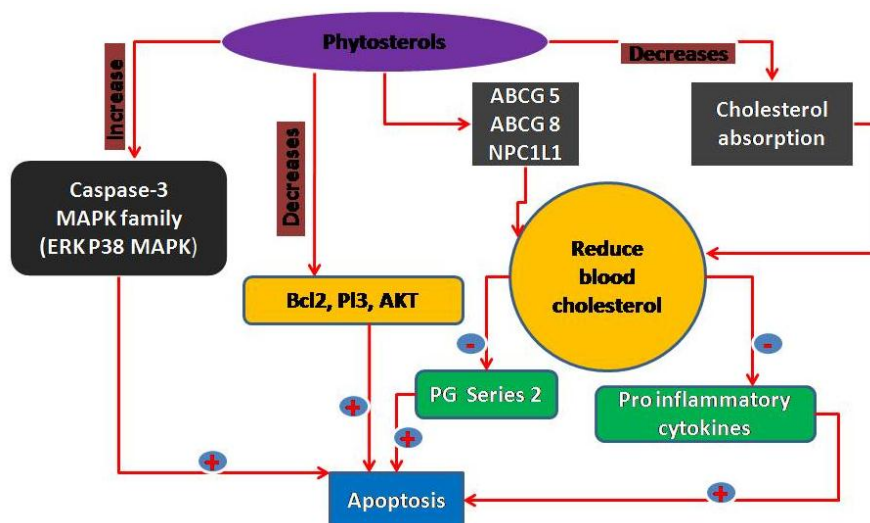 Phytosterols
Increase
Decreases
Decreases
ABCG 5
ABCG 8
NPC1L1
Cholesterol
absorption
Caspase-3
MAPK family
(ERK P38 MAPK)
Bcl2, PI3, AKT
Reduce
blood
cholesterol
-
-
PG Series 2
Pro inflammatory
cytokines
+
+
+
+
Apoptosis